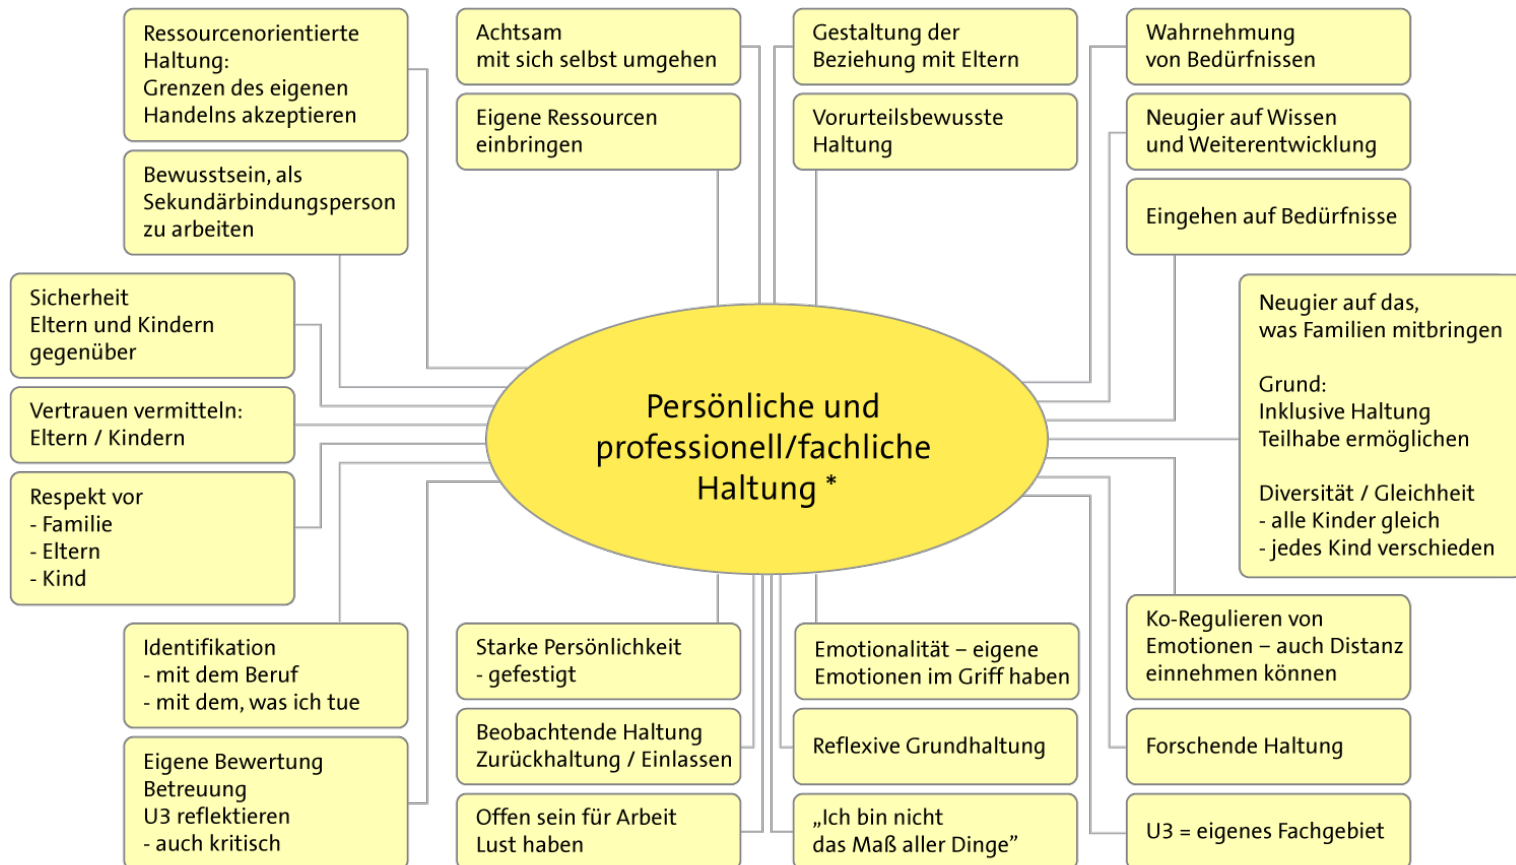 Ressourcenorientierte
Haltung:
Grenzen des eigenen
Handelns akzeptieren
Achtsam
mit sich selbst umgehen
Gestaltung der
Beziehung mit Eltern
Wahrnehmung
von Bedürfnissen
Eigene Ressourcen
einbringen
Vorurteilsbewusste
Haltung
Neugier auf Wissen
und Weiterentwicklung
Bewusstsein, als
Sekundärbindungsperson
zu arbeiten
Eingehen auf Bedürfnisse
Sicherheit
Eltern und Kindern
gegenüber
Neugier auf das,
was Familien mitbringen
Grund:
Inklusive Haltung
Teilhabe ermöglichen
Diversität / Gleichheit
- alle Kinder gleich
- jedes Kind verschieden
Vertrauen vermitteln:
Eltern / Kindern
Persönliche und
professionell/fachliche
Haltung *
Respekt vor
- Familie
- Eltern
- Kind
Identifikation
- mit dem Beruf
- mit dem, was ich tue
Starke Persönlichkeit
- gefestigt
Emotionalität – eigene
Emotionen im Griff haben
Ko-Regulieren von
Emotionen – auch Distanz
einnehmen können
Eigene Bewertung
Betreuung
U3 reflektieren
- auch kritisch
Beobachtende Haltung
Zurückhaltung / Einlassen
Reflexive Grundhaltung
Forschende Haltung
Offen sein für Arbeit
Lust haben
„Ich bin nicht
das Maß aller Dinge”
U3 = eigenes Fachgebiet